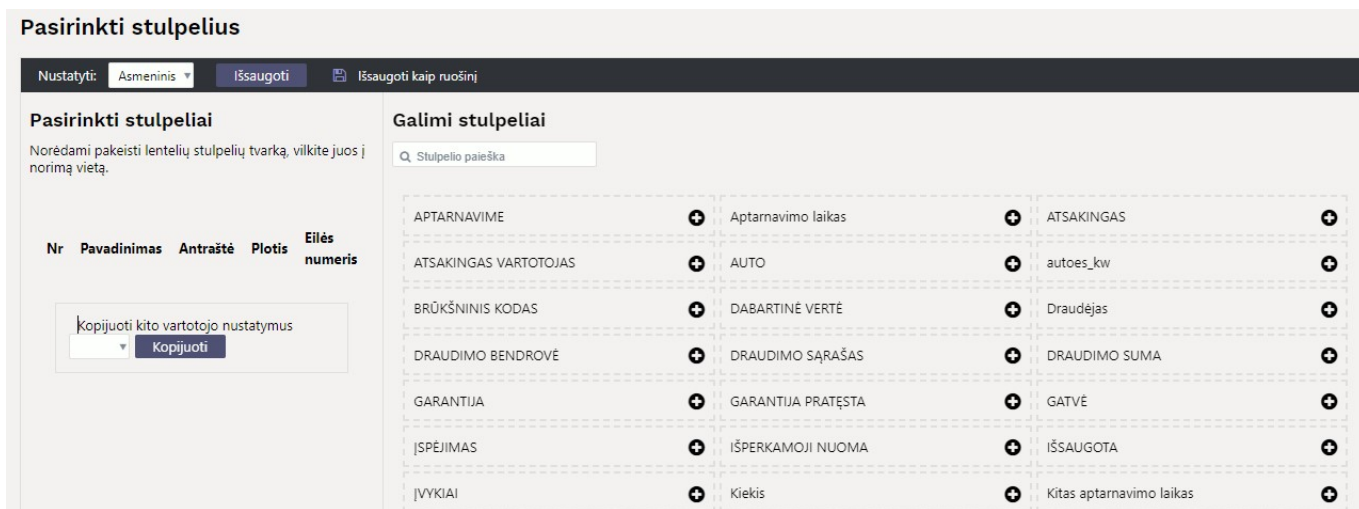 Pasirinkti stulpelius
Nustatyti: Asmeninis Išsaugoti Išsaugoti kaip ruošinį
Pasirinkti stulpeliai
Norėdami pakeisti lentelių stulpelių tvarką, vilkite juos į
norimą vietą.
Nr Pavadinimas Antraštė Plotis Eilės
numeris
Kopijuoti kito vartotojo nustatymus
Kopijuoti
Galimi stulpeliai
Stulpelio paieška
APTARNAVIME Aptarnavimo laikas ATSAKINGAS
ATSAKINGAS VARTOTOJAS AUTO autoes_kw
BRŪKŠNINIS KODAS DABARTINĖ VERTĖ Draudėjas
DRAUDIMO BENDROVĖ DRAUDIMO SĄRAŠAS DRAUDIMO SUMA
GARANTIJA GARANTIJA PRATĘSTA GATVĖ
ĮSPĖJIMAS IŠPERKAMOJI NUOMA IŠSAUGOTA
ĮVYKIAI Kiekis Kitas aptarnavimo laikas